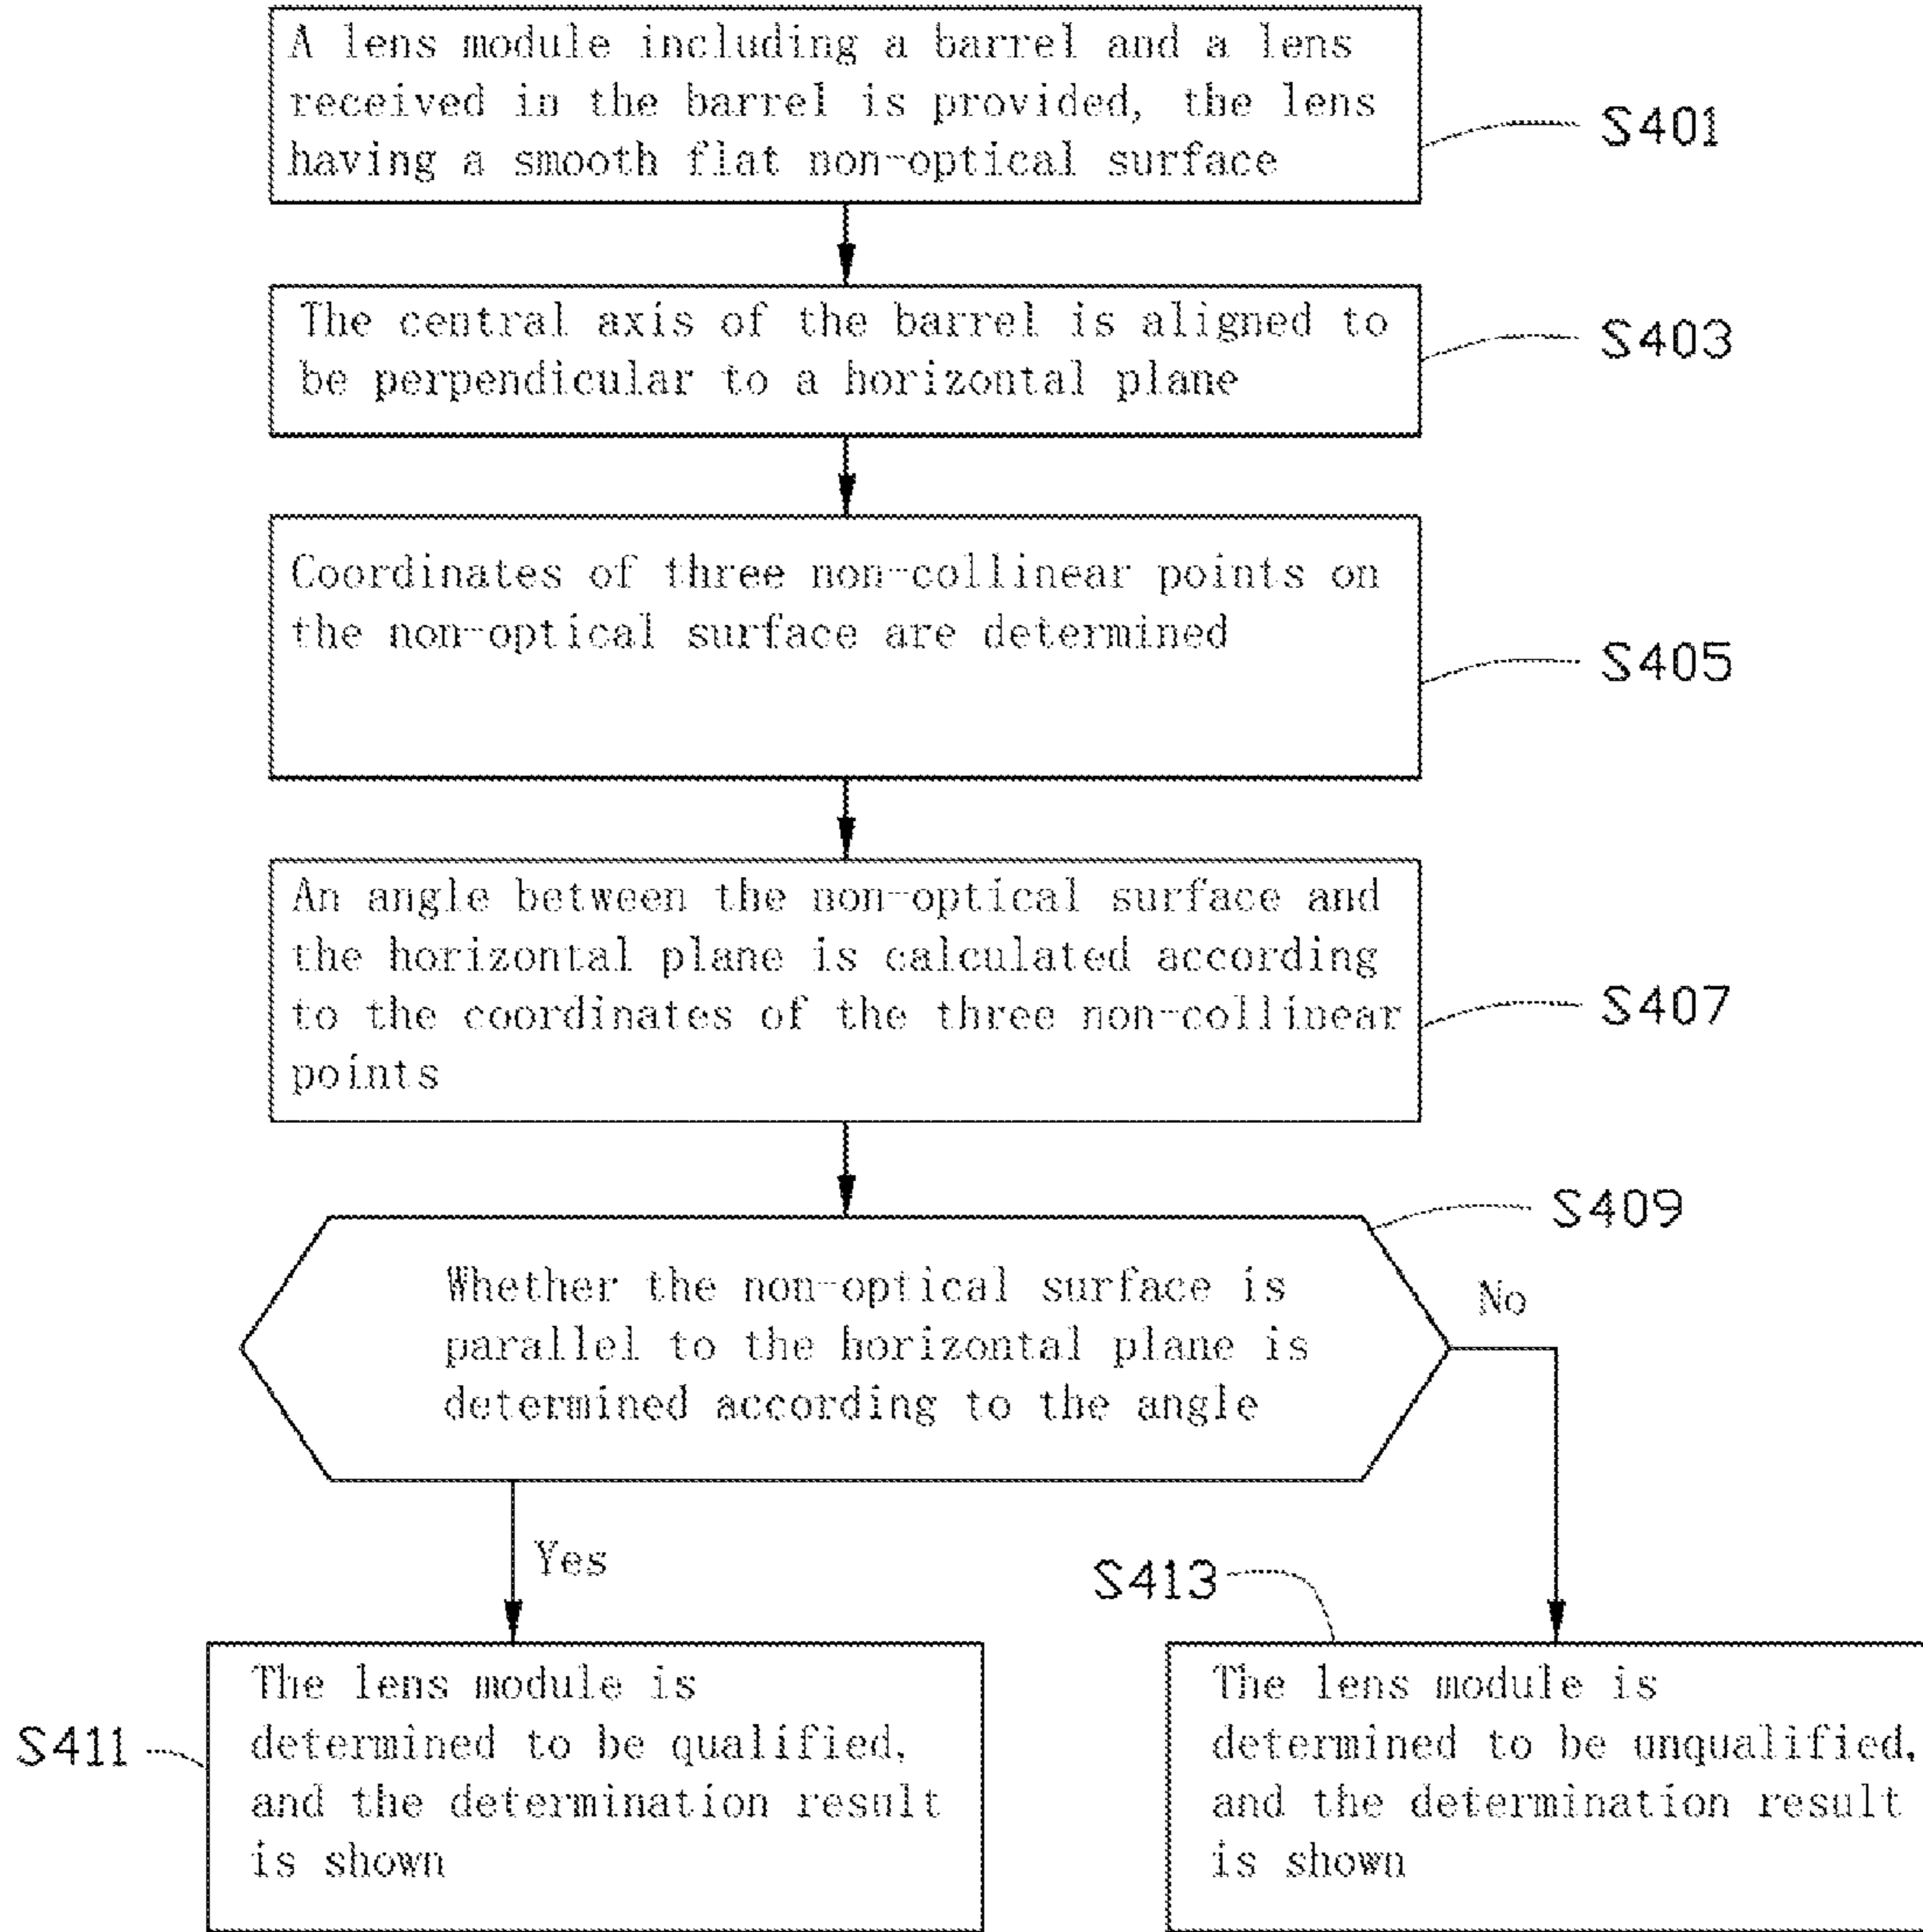 A lens module including a barrel and a lens
received in the barrel is provided, the lens
having a smooth flat non-optical surface
S401
The central axis of the barrel is aligned to
be perpendicular to a horizontal plane
S403
Coordinates of three non-collinear points on
the non-optical surface are determined
S405
An angle between the non-optical surface and
the horizontal plane is calculated according
to the coordinates of the three non-collinear
points
S407
S409
Whether the non-optical surface is
parallel to the horizontal plane is
determined according to the angle
No
Yes
S411
The lens module is
determined to be qualified,
and the determination result
is shown
S413
The lens module is
determined to be unqualified,
and the determination result
is shown